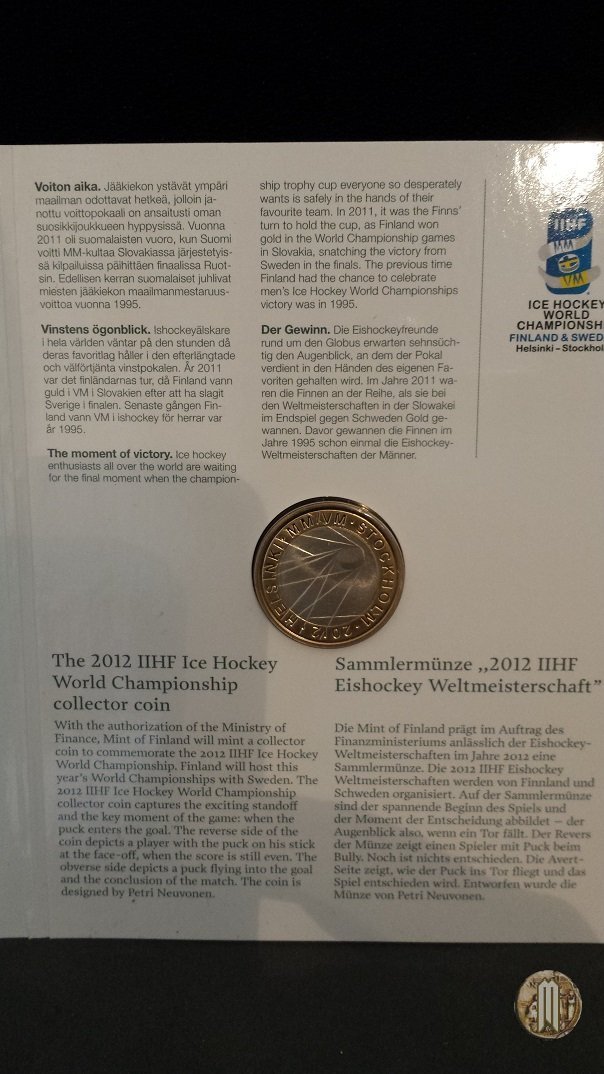 Voiton aika. Jääkiekon ystävät ympäri
maailman odottavat hetkeä, jolloin ja-
nottu voittopokaali on ansaitusti oman
suosikkijoukkueen hyppysissä. Vuonna
2011 oli suomalaisten vuoro, kun Suomi
voitti MM-kultaa Slovakiassa järjestetyis-
sä kilpailuissa päihittäen finaalissa Ruot-
sin. Edellisen kerran suomalaiset juhlivat
miesten jääkiekon maailmanmestaruus-
voittoa vuonna 1995.
Vinstens ögonblick. Ishockeyälskare
i hela världen väntar på den stunden då
deras favoritlag håller i den efterlängtade
och välförtjänta vinstpokalen. År 2011
var det finländarnas tur, då Finland vann
guld i VM i Slovakien efter att ha slagit
Sverige i finalen. Senaste gången Fin-
land vann VM i ishockey för herrar var
år 1995.
The moment of victory. Ice hockey
enthusiasts all over the world are waiting
for the final moment when the champion-
ship trophy cup everyone so desperately
wants is safely in the hands of their
favourite team. In 2011, it was the Finns'
turn to hold the cup, as Finland won
gold in the World Championship games
in Slovakia, snatching the victory from
Sweden in the finals. The previous time
Finland had the chance to celebrate
men's Ice Hockey World Championships
victory was in 1995.
Der Gewinn. Die Eishockeyfreunde
rund um den Globus erwarten sehnsüch-
tig den Augenblick, an dem der Pokal
verdient in den Händen des eigenen Fa-
voriten gehalten wird. Im Jahre 2011 wa-
ren die Finnen an der Reihe, als sie bei
den Weltmeisterschaften in der Slowakei
im Endspiel gegen Schweden Gold ge-
wannen. Davor gewannen die Finnen im
Jahre 1995 schon einmal die Eishockey-
Weltmeisterschaften der Männer.
IIHF
MM
VM
ICE HOCKEY
WORLD
CHAMPIONSHI
FINLAND & SWEDE
Helsinki – Stockhol
HELSINKI · MM/VM · STOCKHOLM · 2012 ·
The 2012 IIHF Ice Hockey
World Championship
collector coin
With the authorization of the Ministry of
Finance, Mint of Finland will mint a collector
coin to commemorate the 2012 IIHF Ice Hockey
World Championship. Finland will host this
year's World Championships with Sweden. The
2012 IIHF Ice Hockey World Championship
collector coin captures the exciting standoff
and the key moment of the game: when the
puck enters the goal. The reverse side of the
coin depicts a player with the puck on his stick
at the face-off, when the score is still even. The
obverse side depicts a puck flying into the goal
and the conclusion of the match. The coin is
designed by Petri Neuvonen.
Sammlermünze „2012 IIHF
Eishockey Weltmeisterschaft"
Die Mint of Finland prägt im Auftrag des
Finanzministeriums anlässlich der Eishockey-
Weltmeisterschaften im Jahre 2012 eine
Sammlermünze. Die 2012 IIHF Eishockey
Weltmeisterschaften werden von Finnland und
Schweden organisiert. Auf der Sammlermünze
sind der spannende Beginn des Spiels und
der Moment der Entscheidung abbildet – der
Augenblick also, wenn ein Tor fällt. Der Revers
der Münze zeigt einen Spieler mit Puck beim
Bully. Noch ist nichts entschieden. Die Avert-
Seite zeigt, wie der Puck ins Tor fliegt und das
Spiel entschieden wird. Entworfen wurde die
Münze von Petri Neuvonen.